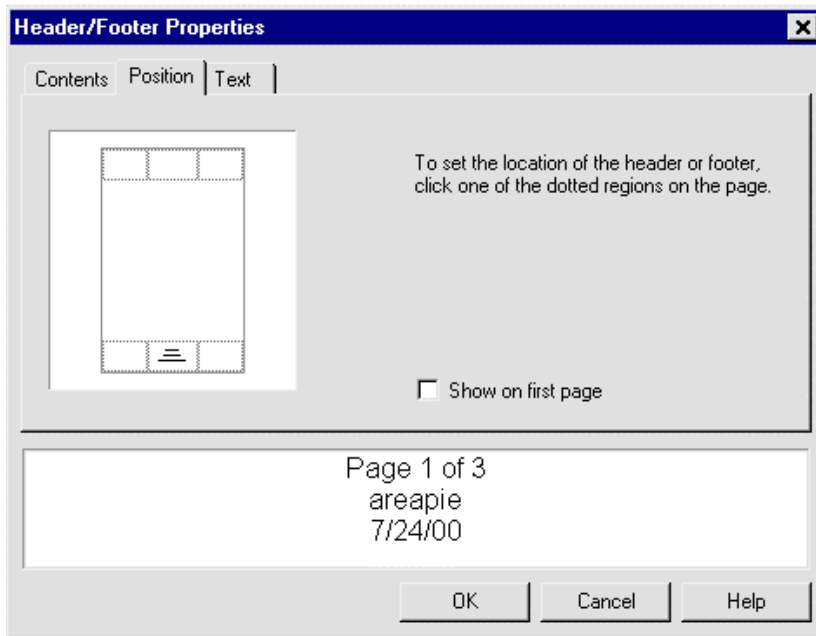 Header/Footer Properties
Contents Position Text
To set the location of the header or footer,
click one of the dotted regions on the page.
Show on first page
Page 1 of 3
areapie
7/24/00
OK Cancel Help